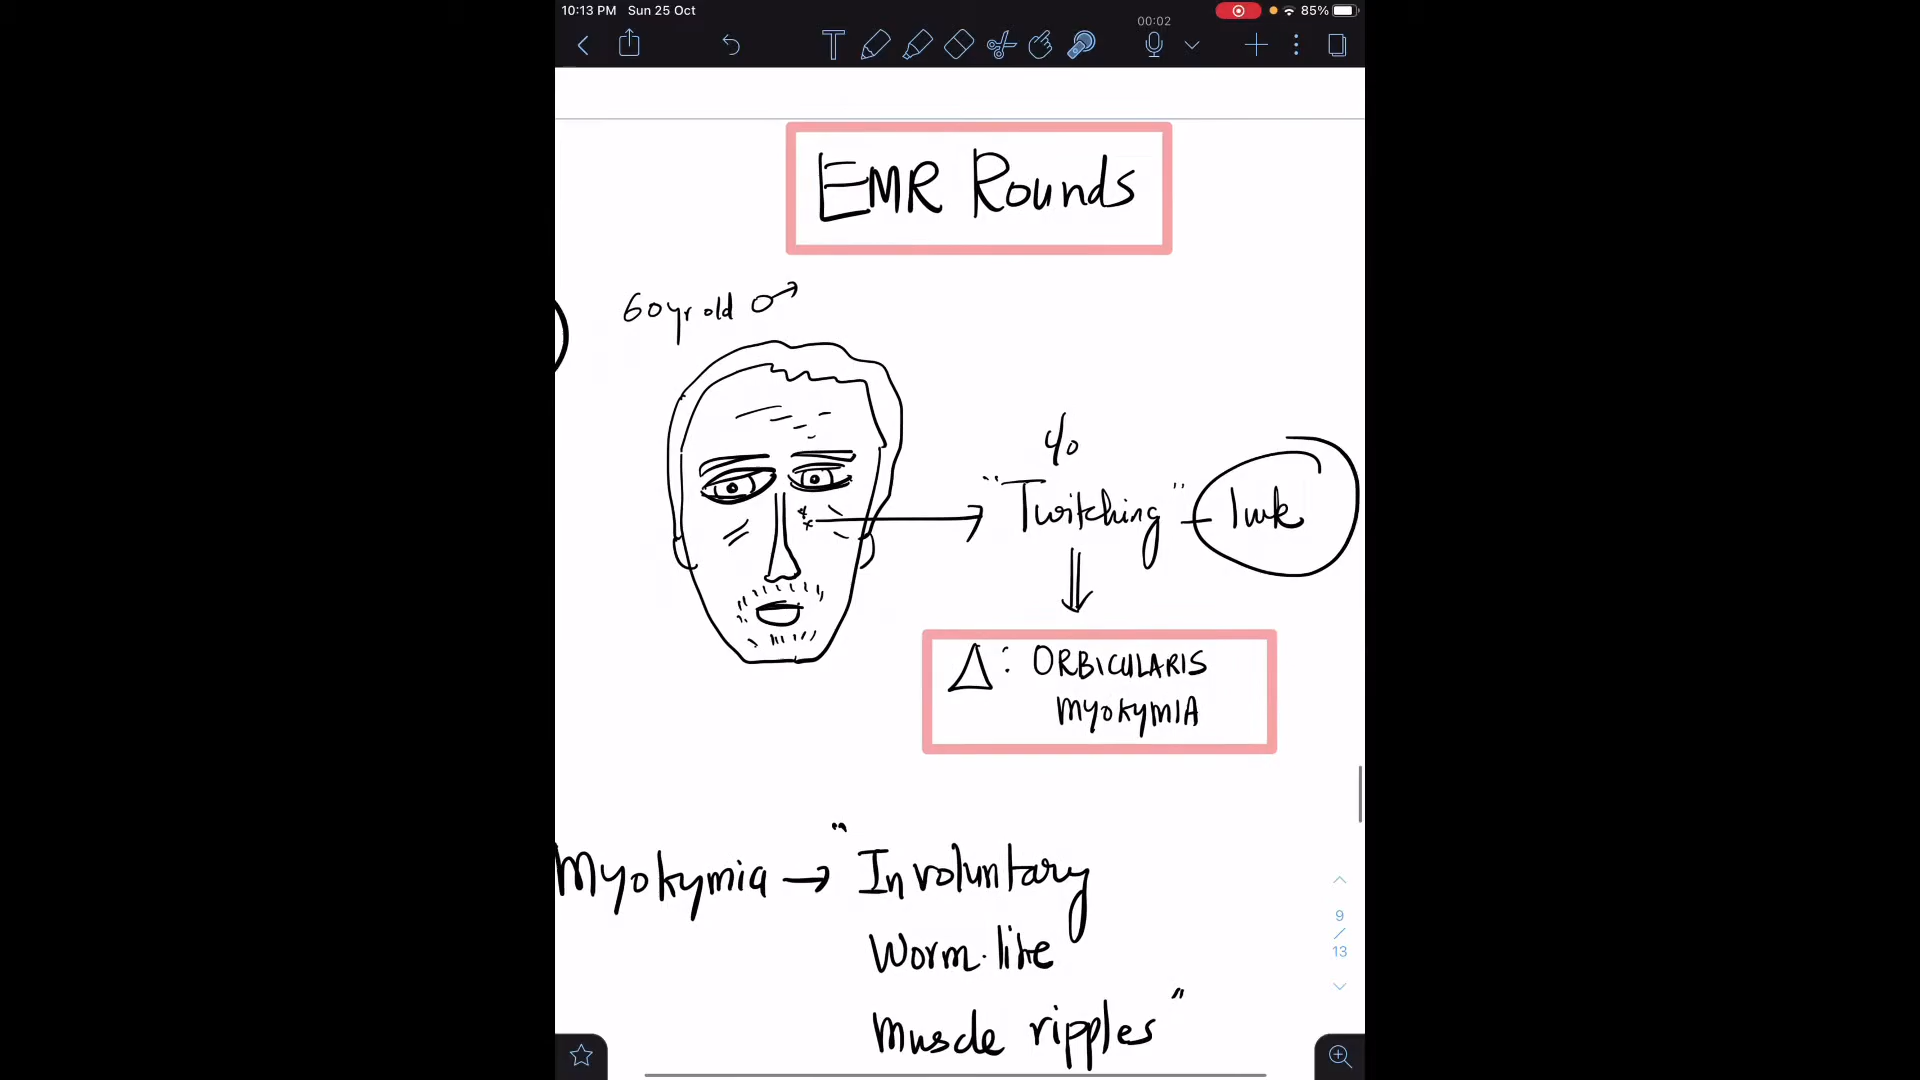 10:13 PM Sun 25 Oct
85%
00:02
EMR Rounds
60yr old ♂
c/o
"Twitching" - 1wk
Δ: ORBICULARIS
MYOKYMIA
Myokymia → "Involuntary
Worm-like
Muscle ripples"
9
/
13